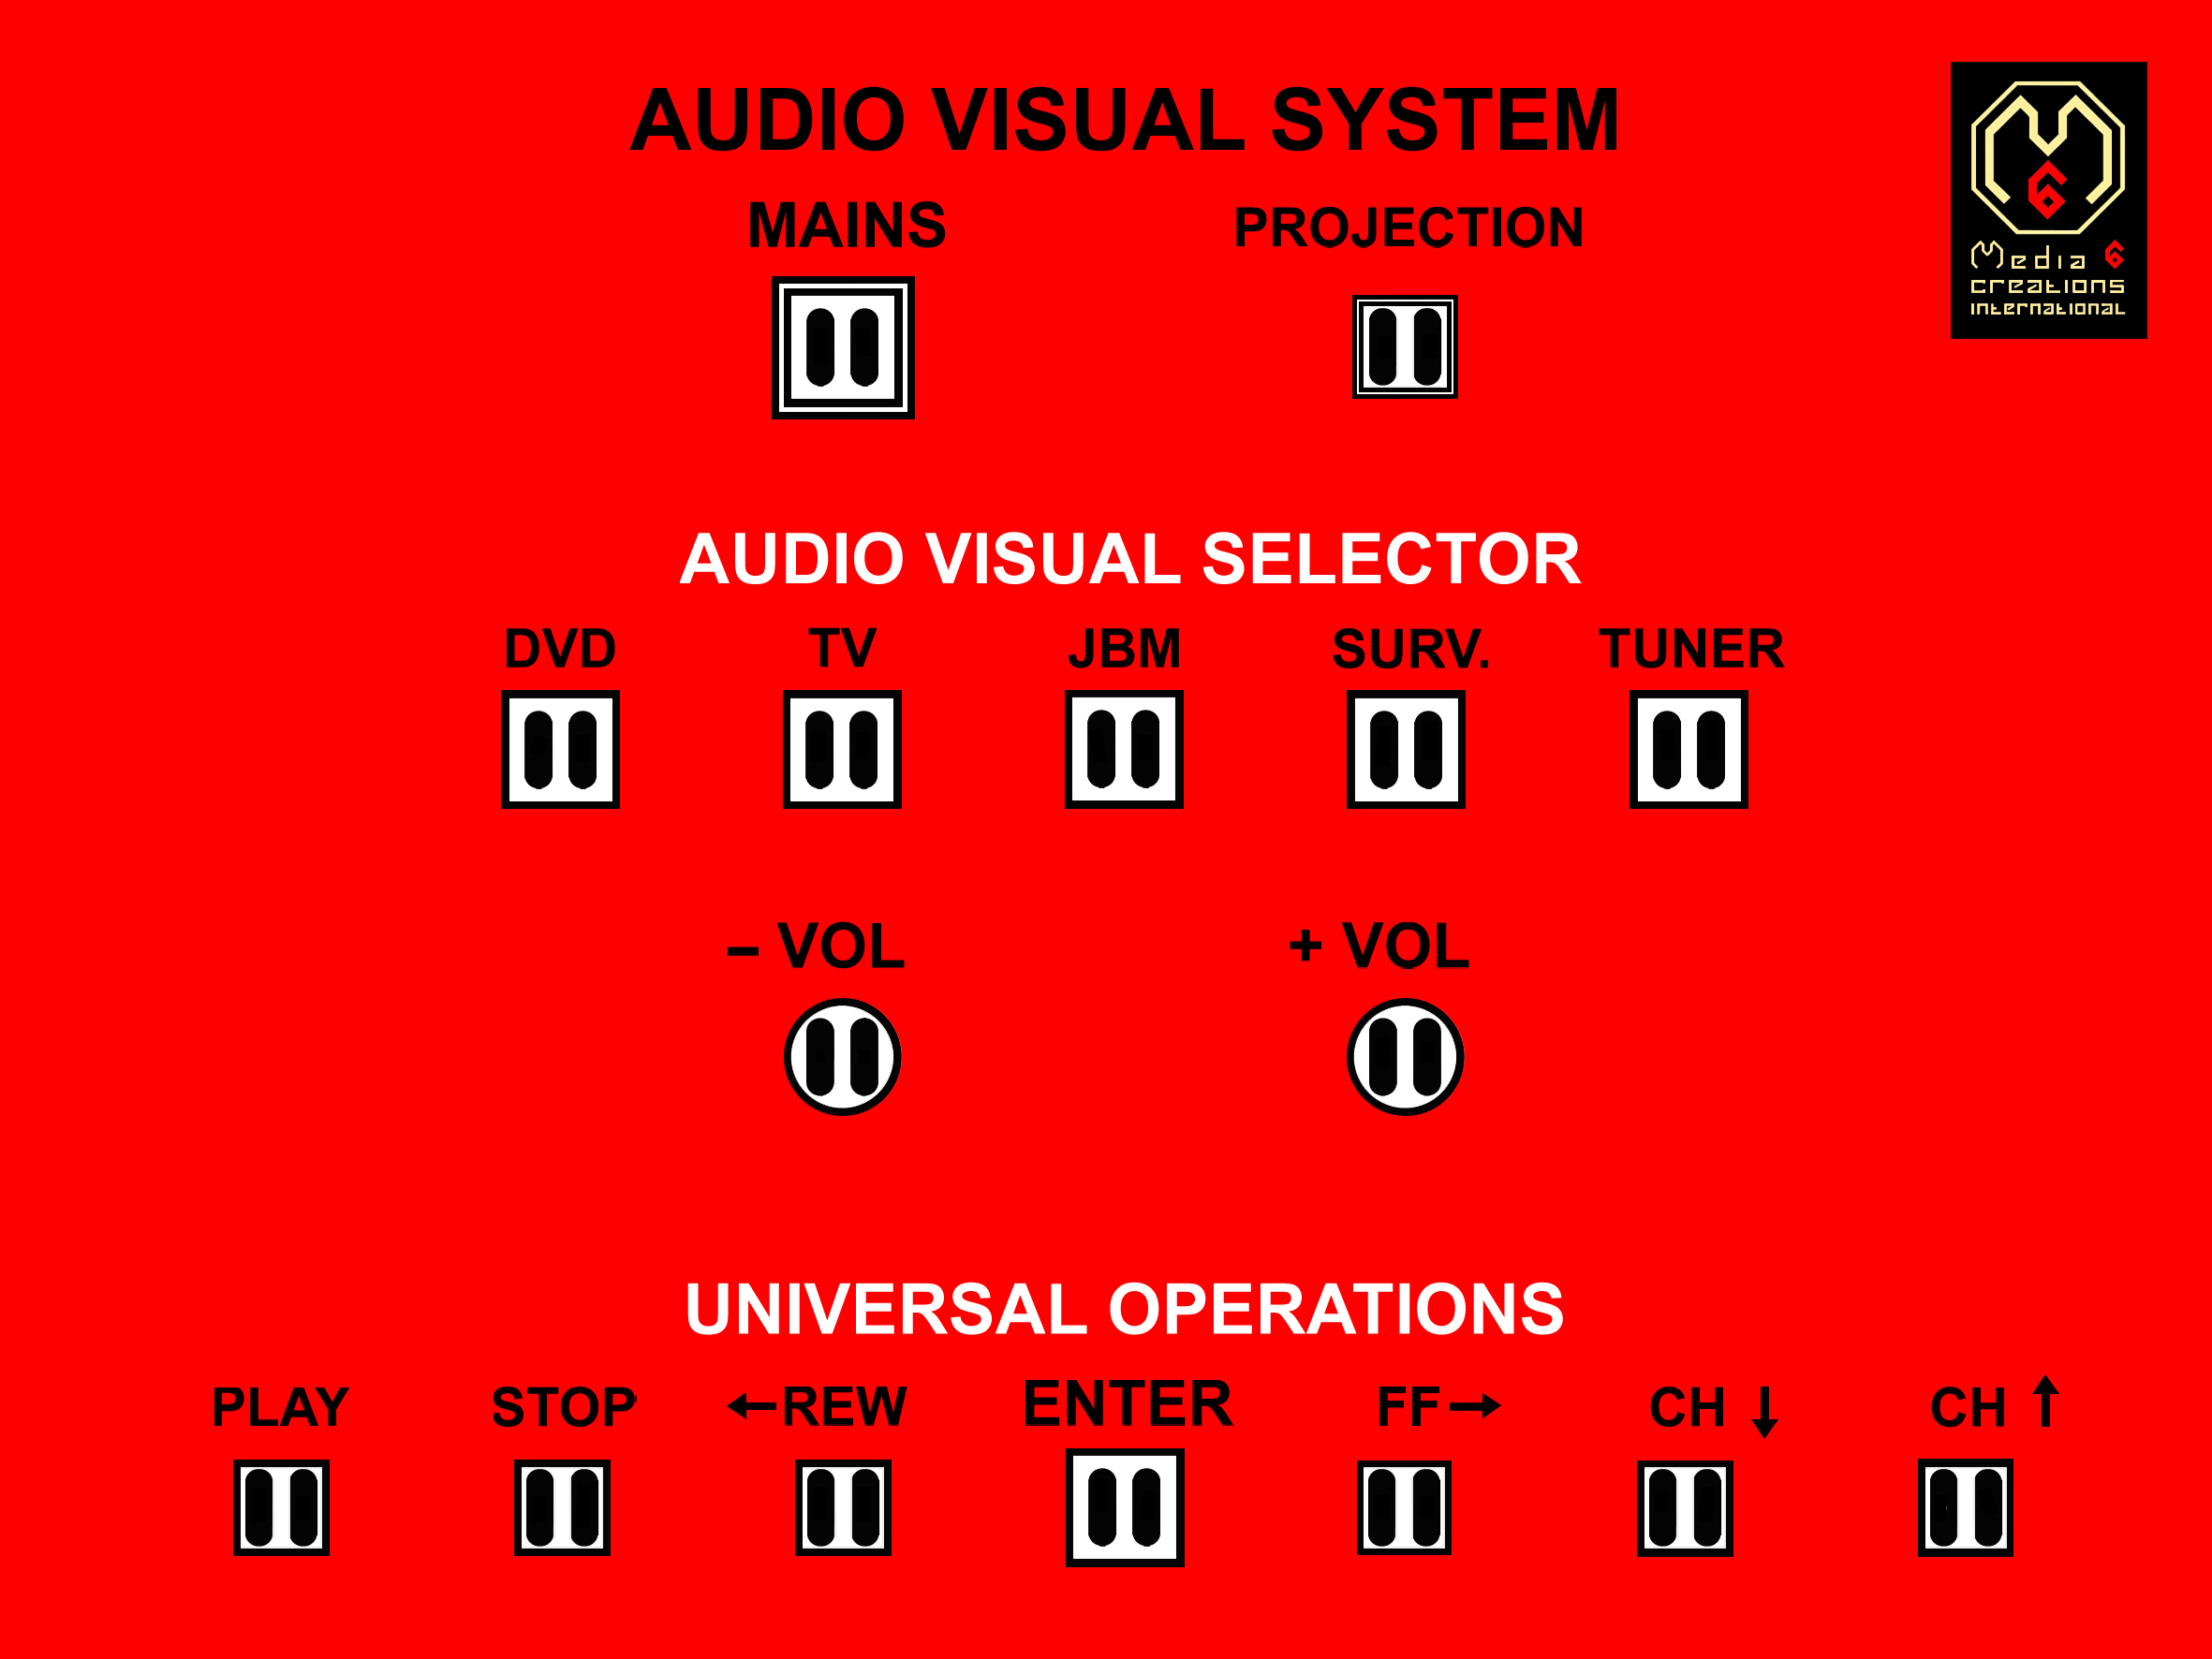 AUDIO VISUAL SYSTEM
MAINS PROJECTION
Media
creations
international
AUDIO VISUAL SELECTOR
DVD TV JBM SURV. TUNER
– VOL + VOL
UNIVERSAL OPERATIONS
PLAY STOP ←REW ENTER FF→ CH ↓ CH ↑